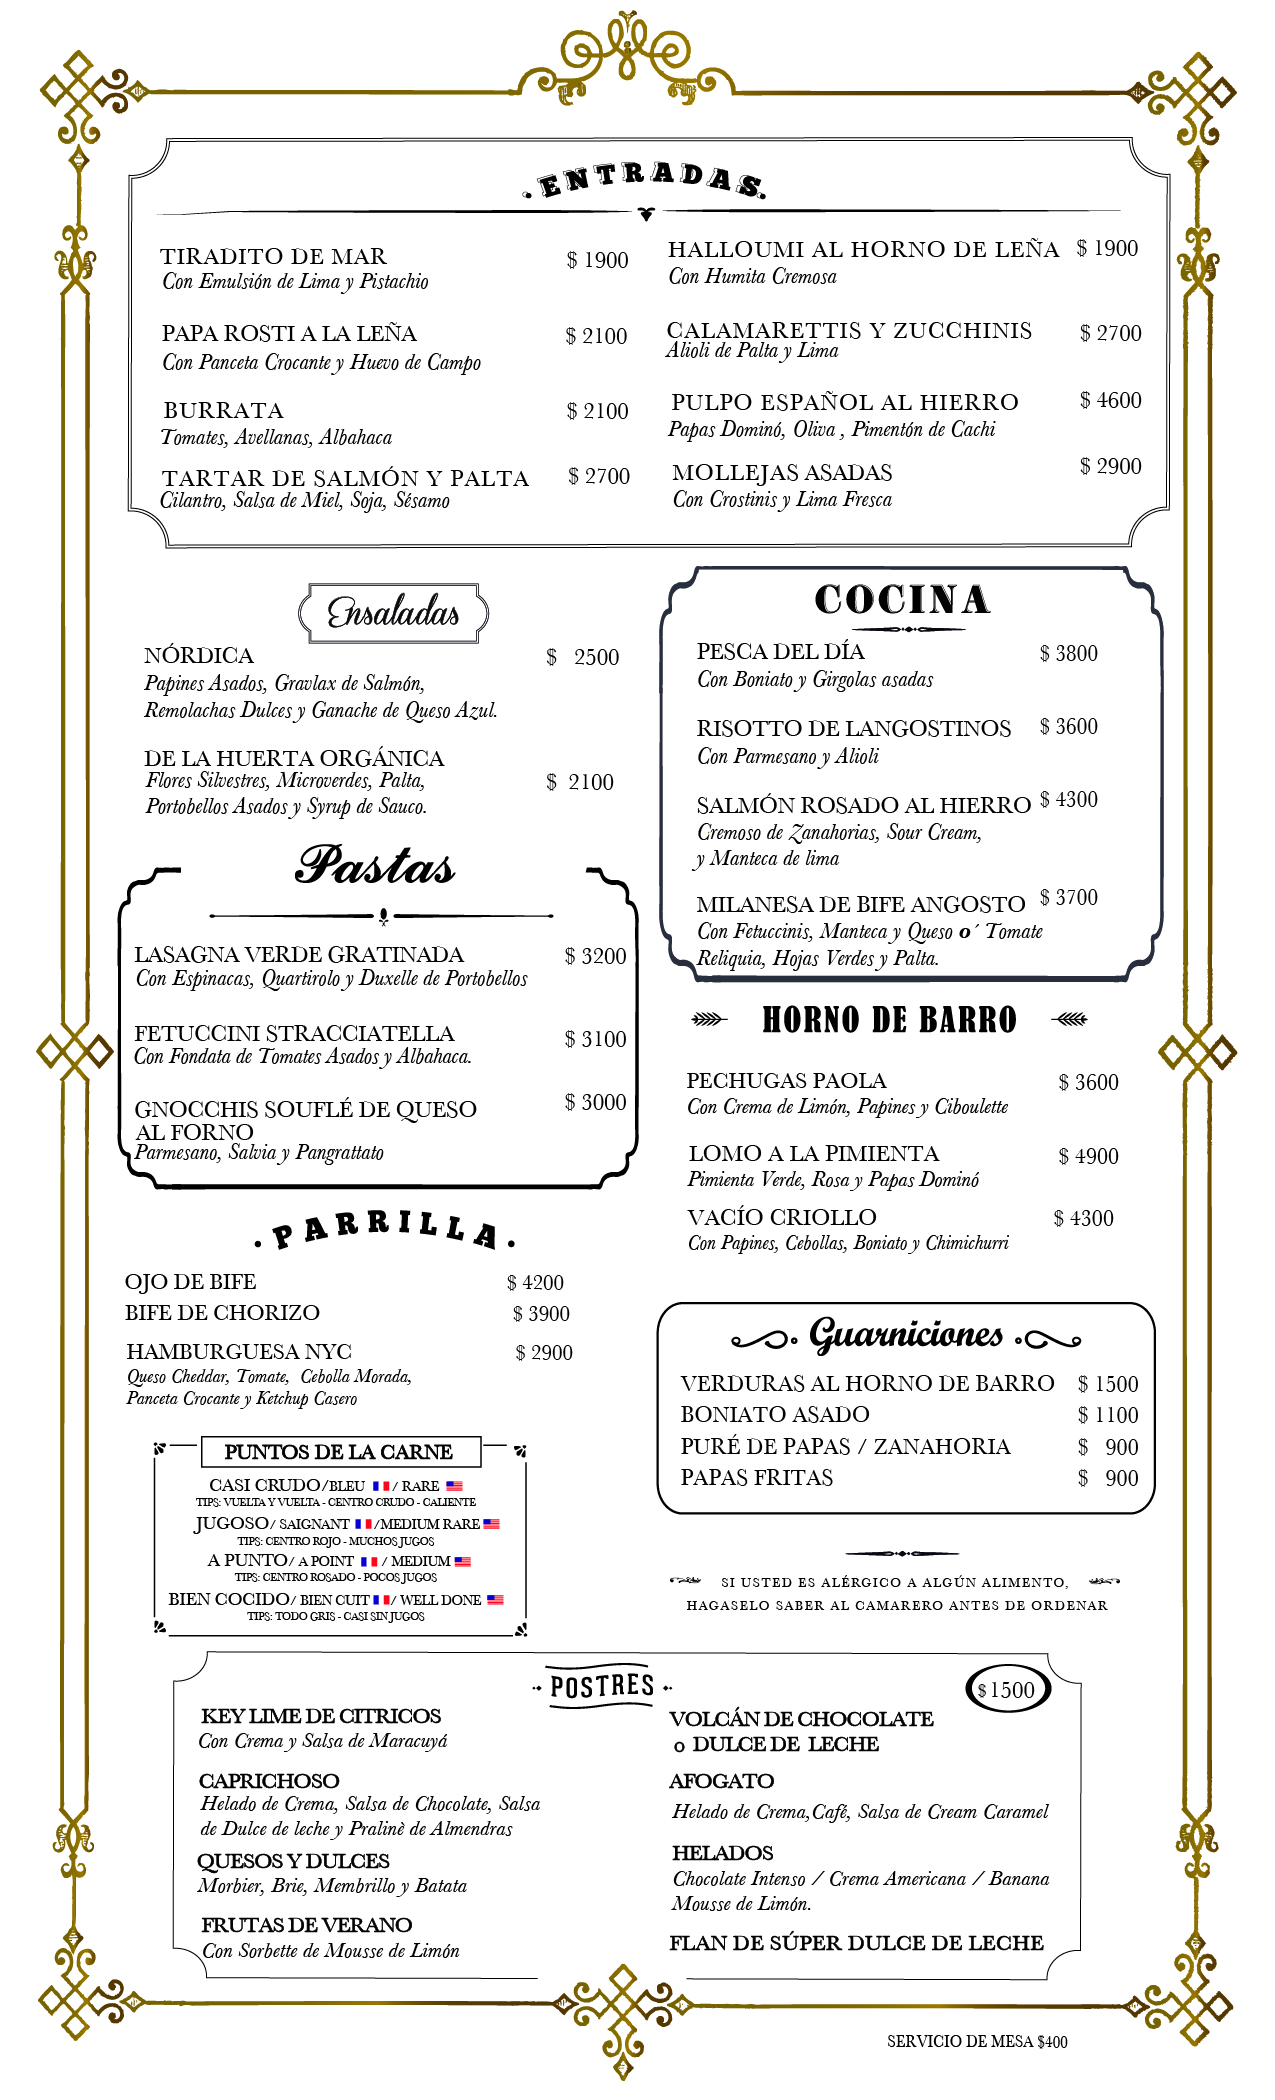 ENTRADAS
TIRADITO DE MAR $ 1900
Con Emulsión de Lima y Pistachio
PAPA ROSTI A LA LEÑA $ 2100
Con Panceta Crocante y Huevo de Campo
BURRATA $ 2100
Tomates, Avellanas, Albahaca
TARTAR DE SALMÓN Y PALTA $ 2700
Cilantro, Salsa de Miel, Soja, Sésamo
HALLOUMI AL HORNO DE LEÑA $ 1900
Con Humita Cremosa
CALAMARETTIS Y ZUCCHINIS $ 2700
Alioli de Palta y Lima
PULPO ESPAÑOL AL HIERRO $ 4600
Papas Dominó, Oliva , Pimentón de Cachi
MOLLEJAS ASADAS $ 2900
Con Crostinis y Lima Fresca
Ensaladas
NÓRDICA $ 2500
Papines Asados, Gravlax de Salmón,
Remolachas Dulces y Ganache de Queso Azul.
DE LA HUERTA ORGÁNICA
Flores Silvestres, Microverdes, Palta, $ 2100
Portobellos Asados y Syrup de Sauco.
Pastas
LASAGNA VERDE GRATINADA $ 3200
Con Espinacas, Quartirolo y Duxelle de Portobellos
FETUCCINI STRACCIATELLA $ 3100
Con Fondata de Tomates Asados y Albahaca.
GNOCCHIS SOUFLÉ DE QUESO $ 3000
AL FORNO
Parmesano, Salvia y Pangrattato
PARRILLA
OJO DE BIFE $ 4200
BIFE DE CHORIZO $ 3900
HAMBURGUESA NYC $ 2900
Queso Cheddar, Tomate, Cebolla Morada,
Panceta Crocante y Ketchup Casero
PUNTOS DE LA CARNE
CASI CRUDO/BLEU / RARE
TIPS: VUELTA Y VUELTA - CENTRO CRUDO - CALIENTE
JUGOSO/ SAIGNANT /MEDIUM RARE
TIPS: CENTRO ROJO - MUCHOS JUGOS
A PUNTO/ A POINT / MEDIUM
TIPS: CENTRO ROSADO - POCOS JUGOS
BIEN COCIDO/ BIEN CUIT / WELL DONE
TIPS: TODO GRIS - CASI SIN JUGOS
COCINA
PESCA DEL DÍA $ 3800
Con Boniato y Girgolas asadas
RISOTTO DE LANGOSTINOS $ 3600
Con Parmesano y Alioli
SALMÓN ROSADO AL HIERRO $ 4300
Cremoso de Zanahorias, Sour Cream,
y Manteca de lima
MILANESA DE BIFE ANGOSTO $ 3700
Con Fetuccinis, Manteca y Queso o´ Tomate
Reliquia, Hojas Verdes y Palta.
HORNO DE BARRO
PECHUGAS PAOLA $ 3600
Con Crema de Limón, Papines y Ciboulette
LOMO A LA PIMIENTA $ 4900
Pimienta Verde, Rosa y Papas Dominó
VACÍO CRIOLLO $ 4300
Con Papines, Cebollas, Boniato y Chimichurri
Guarniciones
VERDURAS AL HORNO DE BARRO $ 1500
BONIATO ASADO $ 1100
PURÉ DE PAPAS / ZANAHORIA $ 900
PAPAS FRITAS $ 900
SI USTED ES ALÉRGICO A ALGÚN ALIMENTO,
HAGASELO SABER AL CAMARERO ANTES DE ORDENAR
POSTRES
$1500
KEY LIME DE CITRICOS
Con Crema y Salsa de Maracuyá
CAPRICHOSO
Helado de Crema, Salsa de Chocolate, Salsa
de Dulce de leche y Pralinè de Almendras
QUESOS Y DULCES
Morbier, Brie, Membrillo y Batata
FRUTAS DE VERANO
Con Sorbette de Mousse de Limón
VOLCÁN DE CHOCOLATE
o DULCE DE LECHE
AFOGATO
Helado de Crema,Café, Salsa de Cream Caramel
HELADOS
Chocolate Intenso / Crema Americana / Banana
Mousse de Limón.
FLAN DE SÚPER DULCE DE LECHE
SERVICIO DE MESA $400